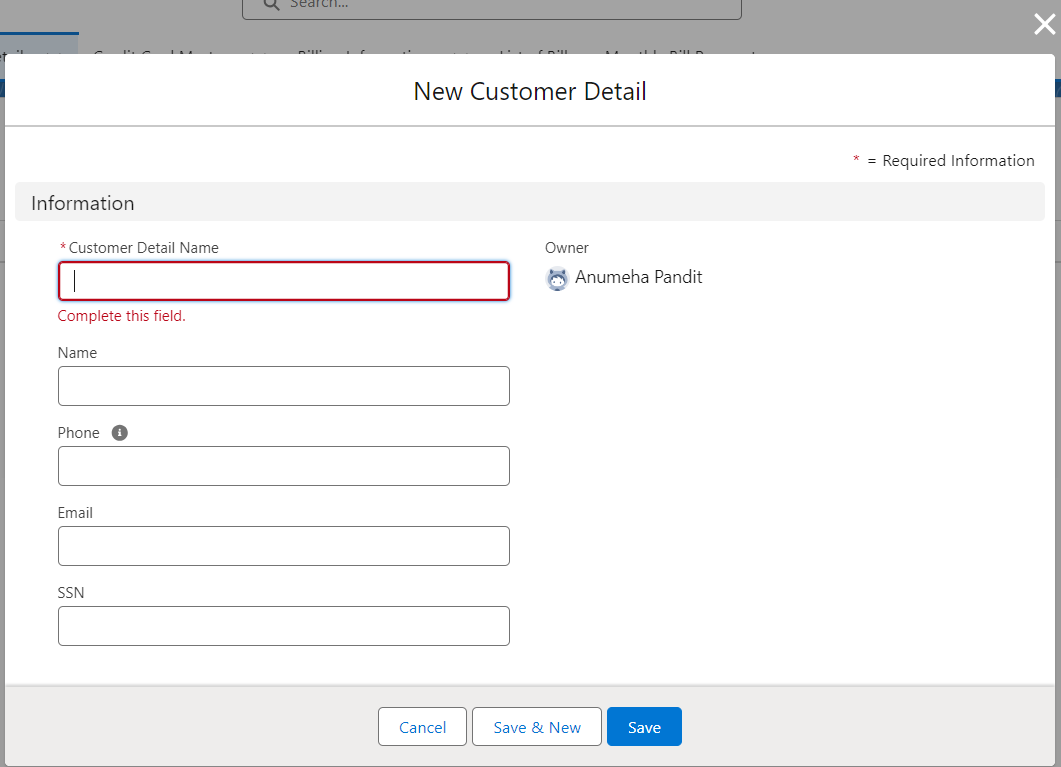 Search...
New Customer Detail
* = Required Information
Information
*Customer Detail Name
Owner
Anumeha Pandit
Complete this field.
Name
Phone
Email
SSN
Cancel
Save & New
Save